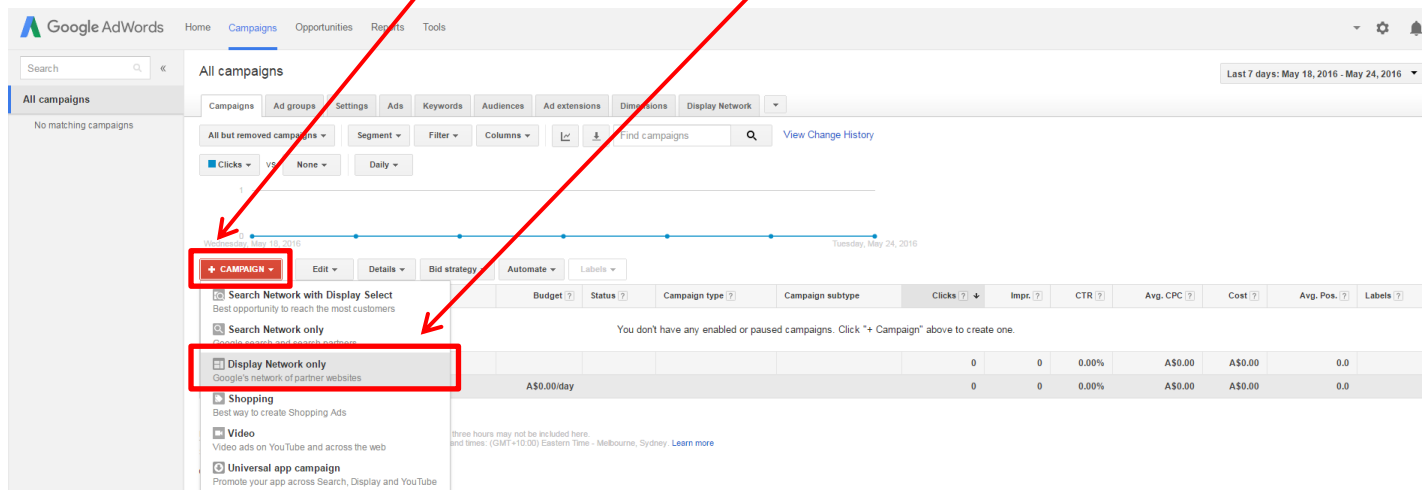 Google AdWords Home Campaigns Opportunities Reports Tools
Search «
All campaigns
Last 7 days: May 18, 2016 - May 24, 2016
All campaigns
No matching campaigns
Campaigns Ad groups Settings Ads Keywords Audiences Ad extensions Dimensions Display Network
All but removed campaigns Segment Filter Columns Find campaigns View Change History
Clicks VS None Daily
1
0
Wednesday, May 18, 2016 Tuesday, May 24, 2016
+ CAMPAIGN Edit Details Bid strategy Automate Labels
Budget ? Status ? Campaign type ? Campaign subtype Clicks ? ↓ Impr. ? CTR ? Avg. CPC ? Cost ? Avg. Pos. ? Labels ?
Search Network with Display Select
Best opportunity to reach the most customers
Search Network only
Google search and search partners
You don't have any enabled or paused campaigns. Click "+ Campaign" above to create one.
Display Network only
Google's network of partner websites
0 0 0.00% A$0.00 A$0.00 0.0
A$0.00/day 0 0 0.00% A$0.00 A$0.00 0.0
Shopping
Best way to create Shopping Ads
Video
Video ads on YouTube and across the web
three hours may not be included here.
and times: (GMT+10:00) Eastern Time - Melbourne, Sydney. Learn more
Universal app campaign
Promote your app across Search, Display and YouTube